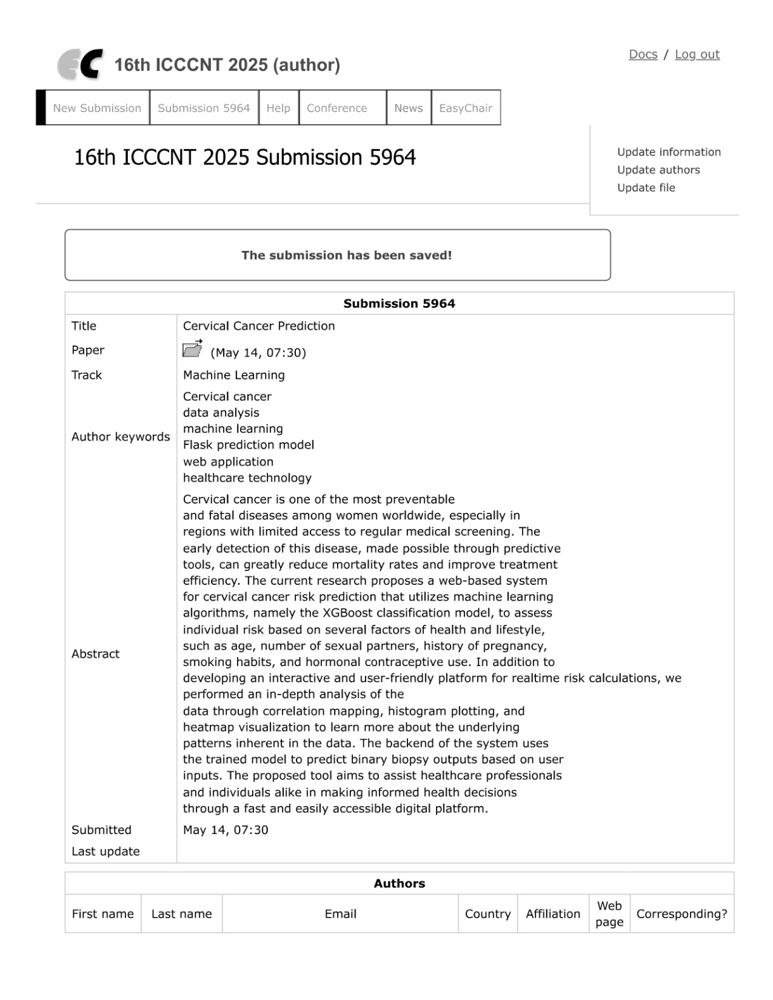 16th ICCCNT 2025 (author)
Docs / Log out
New Submission Submission 5964 Help Conference News EasyChair
16th ICCCNT 2025 Submission 5964
Update information
Update authors
Update file
The submission has been saved!
Submission 5964
Title Cervical Cancer Prediction
Paper (May 14, 07:30)
Track Machine Learning
Author keywords
Cervical cancer
data analysis
machine learning
Flask prediction model
web application
healthcare technology
Abstract
Cervical cancer is one of the most preventable
and fatal diseases among women worldwide, especially in
regions with limited access to regular medical screening. The
early detection of this disease, made possible through predictive
tools, can greatly reduce mortality rates and improve treatment
efficiency. The current research proposes a web-based system
for cervical cancer risk prediction that utilizes machine learning
algorithms, namely the XGBoost classification model, to assess
individual risk based on several factors of health and lifestyle,
such as age, number of sexual partners, history of pregnancy,
smoking habits, and hormonal contraceptive use. In addition to
developing an interactive and user-friendly platform for realtime risk calculations, we
performed an in-depth analysis of the
data through correlation mapping, histogram plotting, and
heatmap visualization to learn more about the underlying
patterns inherent in the data. The backend of the system uses
the trained model to predict binary biopsy outputs based on user
inputs. The proposed tool aims to assist healthcare professionals
and individuals alike in making informed health decisions
through a fast and easily accessible digital platform.
Submitted May 14, 07:30
Last update
Authors
First name Last name Email Country Affiliation Web page Corresponding?